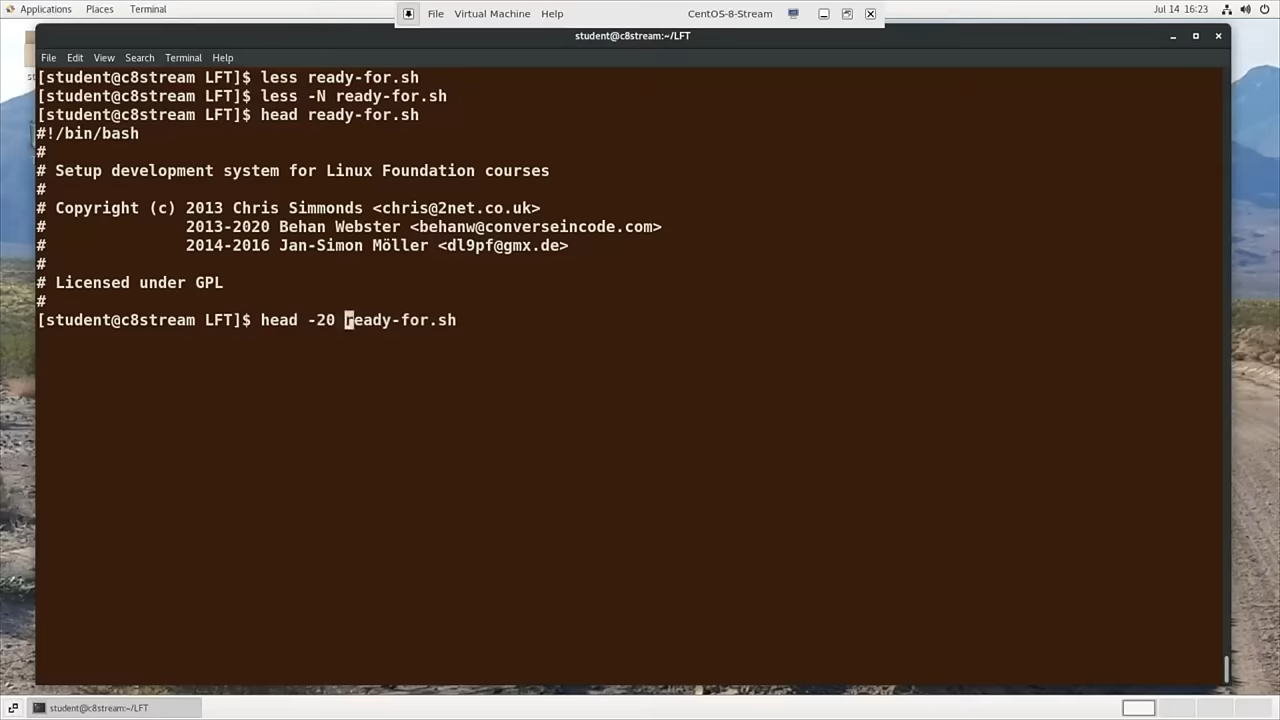 Applications Places Terminal
File Virtual Machine Help CentOS-8-Stream
Jul 14 16:23
student@c8stream:~/LFT
File Edit View Search Terminal Help
[student@c8stream LFT]$ less ready-for.sh
[student@c8stream LFT]$ less -N ready-for.sh
[student@c8stream LFT]$ head ready-for.sh
#!/bin/bash
#
# Setup development system for Linux Foundation courses
#
# Copyright (c) 2013 Chris Simmonds <chris@2net.co.uk>
# 2013-2020 Behan Webster <behanw@converseincode.com>
# 2014-2016 Jan-Simon Möller <dl9pf@gmx.de>
#
# Licensed under GPL
#
[student@c8stream LFT]$ head -20 ready-for.sh
student@c8stream:~/LFT